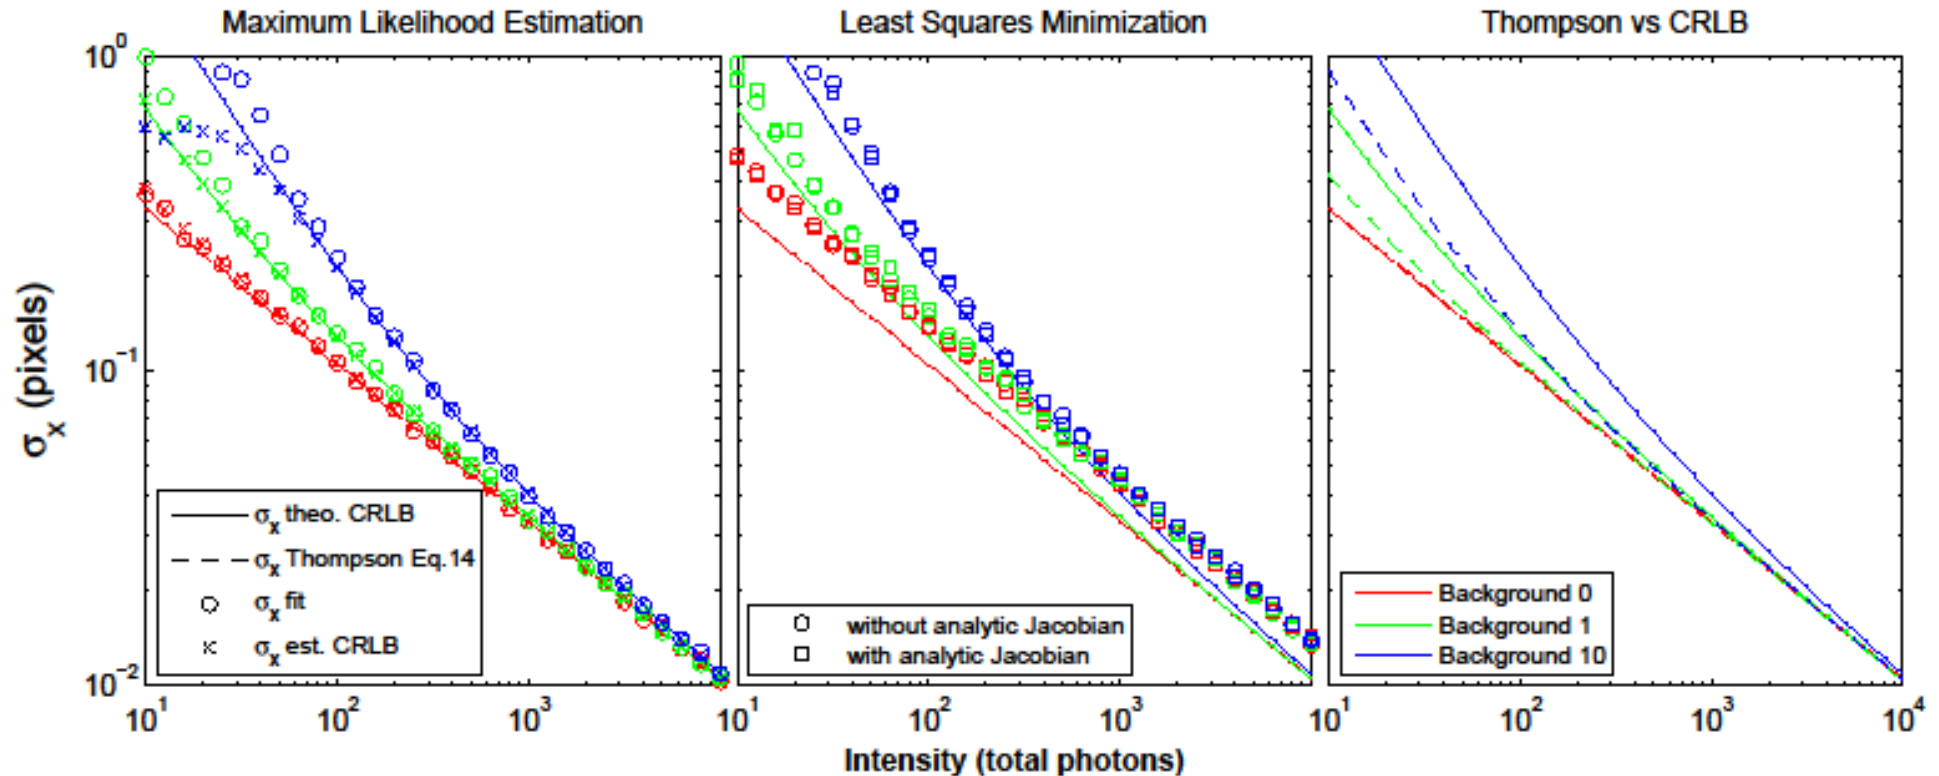 Maximum Likelihood Estimation
Least Squares Minimization
Thompson vs CRLB
σx (pixels)
10^0
10^-1
10^-2
σx theo. CRLB
σx Thompson Eq.14
σx fit
σx est. CRLB
without analytic Jacobian
with analytic Jacobian
Background 0
Background 1
Background 10
10^1
10^2
10^3
10^1
10^2
10^3
10^1
10^2
10^3
10^4
Intensity (total photons)